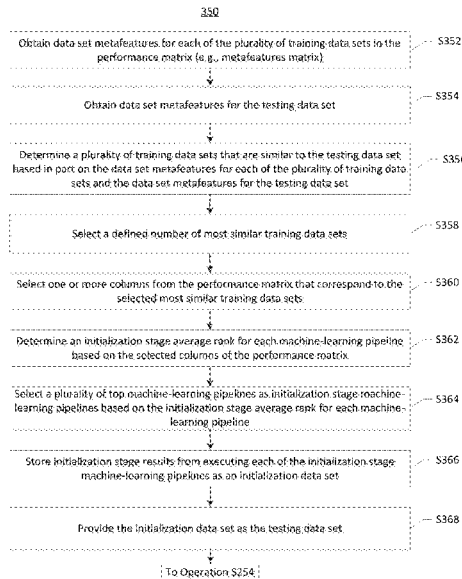 350
Obtain data set metafeatures for each of the plurality of training data sets in the
performance matrix (e.g., metafeatures matrix)
S352
Obtain data set metafeatures for the testing data set
S354
Determine a plurality of training data sets that are similar to the testing data set
based in part on the data set metafeatures for each of the plurality of training data
sets and the data set metafeatures for the testing data set
S356
Select a defined number of most similar training data sets
S358
Select one or more columns from the performance matrix that correspond to the
selected most similar training data sets
S360
Determine an initialization stage average rank for each machine-learning pipeline
based on the selected columns of the performance matrix
S362
Select a plurality of top machine-learning pipelines as initialization stage machine-
learning pipelines based on the initialization stage average rank for each machine-
learning pipeline
S364
Store initialization stage results from executing each of the initialization stage
machine-learning pipelines as an initialization data set
S366
Provide the initialization data set as the testing data set
S368
To Operation S254